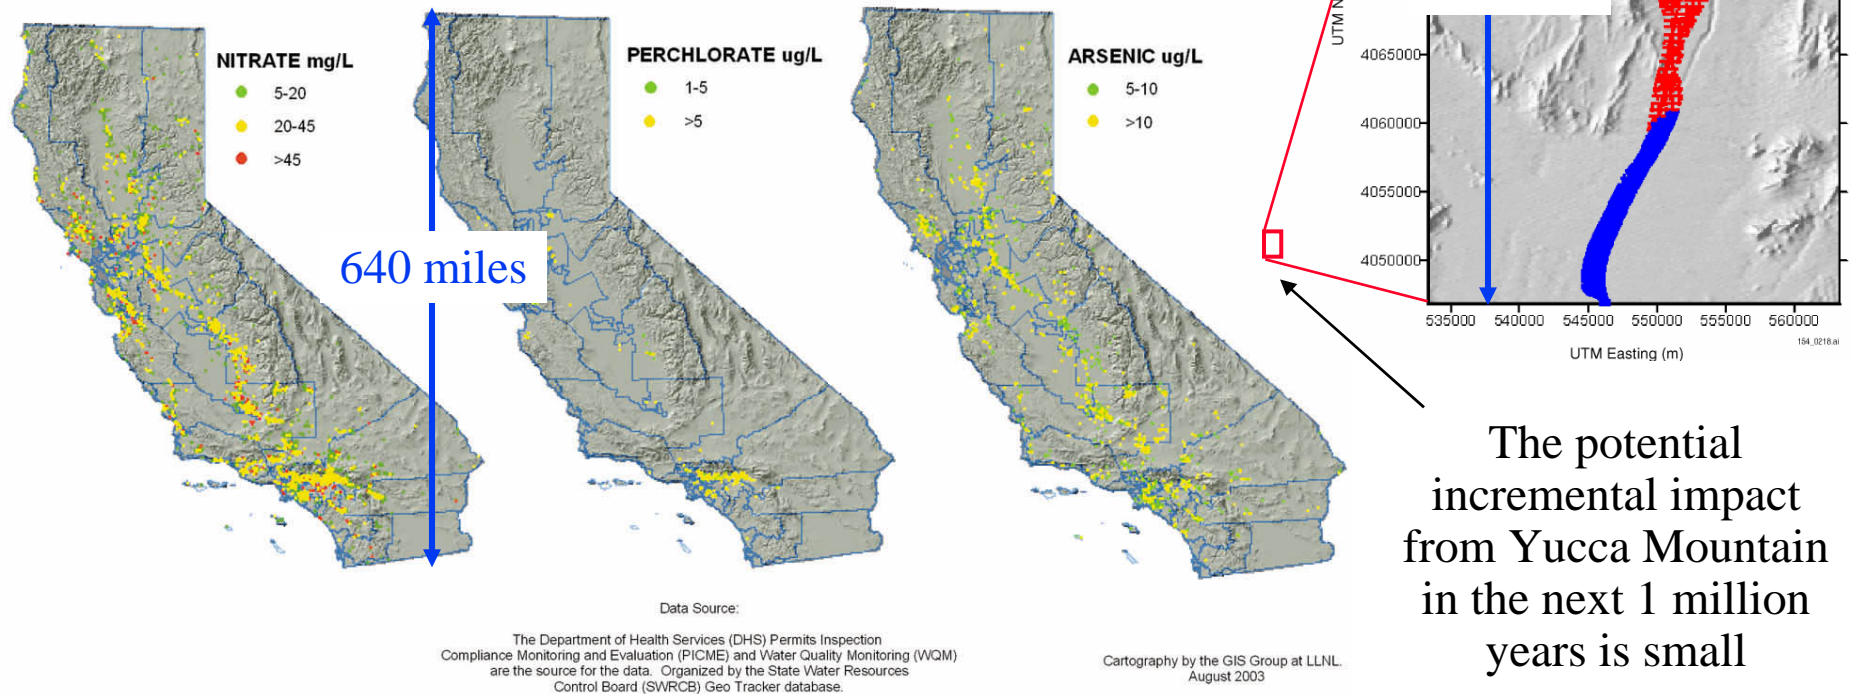 NITRATE mg/L
5-20
20-45
>45
640 miles
PERCHLORATE ug/L
1-5
>5
ARSENIC ug/L
5-10
>10
UTM N
4065000
4060000
4055000
4050000
535000 540000 545000 550000 555000 560000
154_0218.ai
UTM Easting (m)
The potential
incremental impact
from Yucca Mountain
in the next 1 million
years is small
Data Source:
The Department of Health Services (DHS) Permits Inspection
Compliance Monitoring and Evaluation (PICME) and Water Quality Monitoring (WQM)
are the source for the data. Organized by the State Water Resources
Control Board (SWRCB) Geo Tracker database.
Cartography by the GIS Group at LLNL.
August 2003